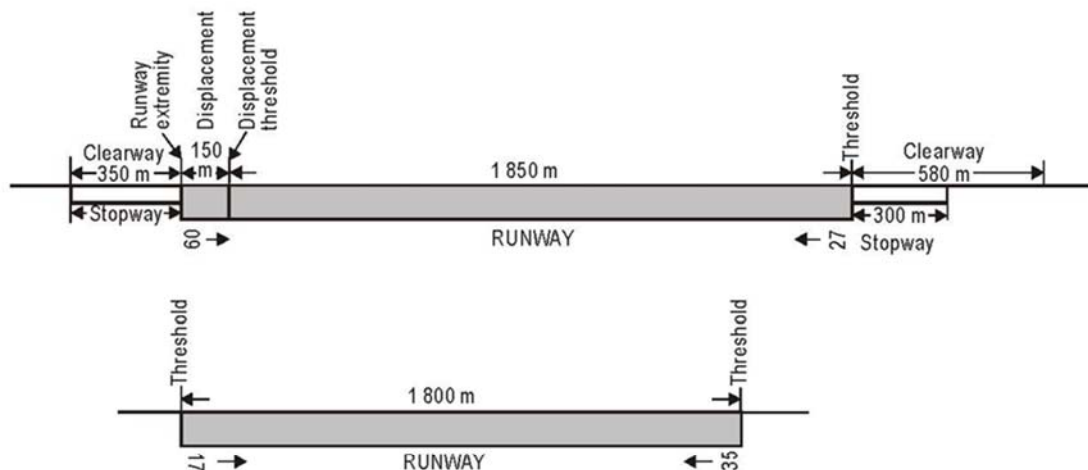 Runway
extremity
Displacement
Displacement
threshold
Threshold
Clearway
350 m
150
m
1 850 m
Clearway
580 m
Stopway
300 m
Stopway
09
RUNWAY
27
Threshold
Threshold
1 800 m
17
RUNWAY
35